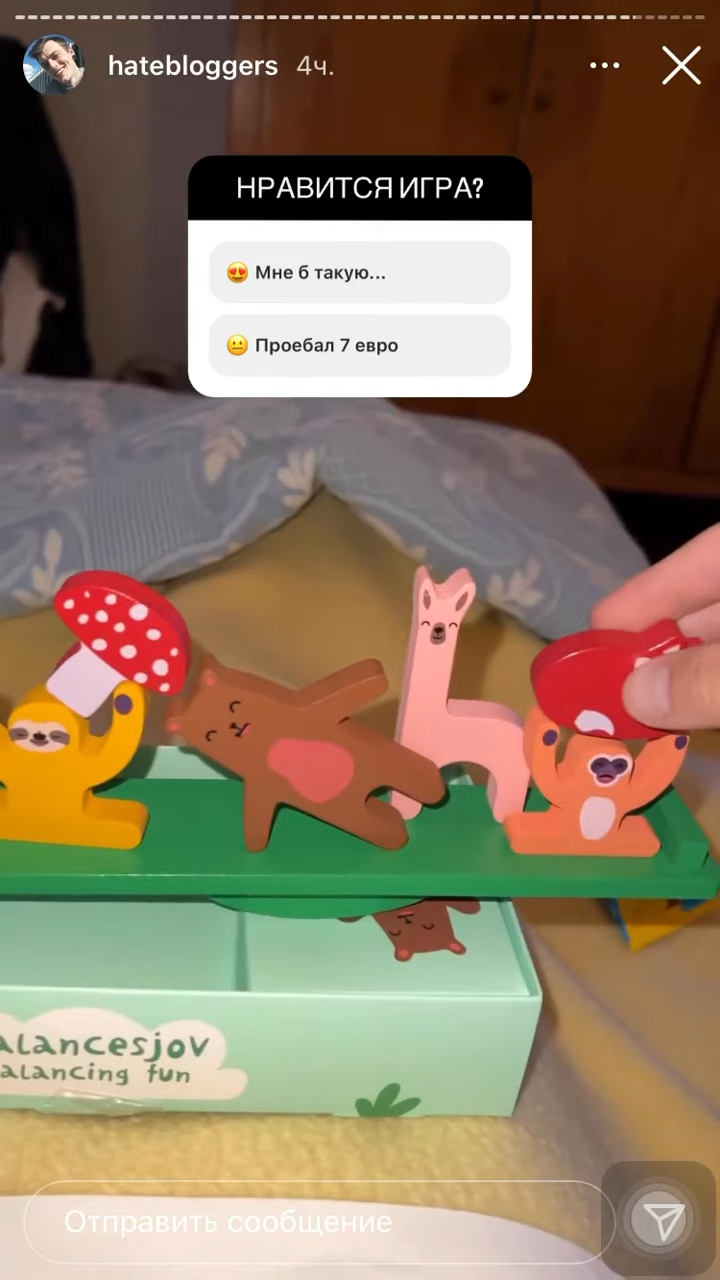 hatebloggers 4ч.
НРАВИТСЯ ИГРА?
😍 Мне б такую...
😐 Проебал 7 евро
alancesjov
alancing fun
Отправить сообщение